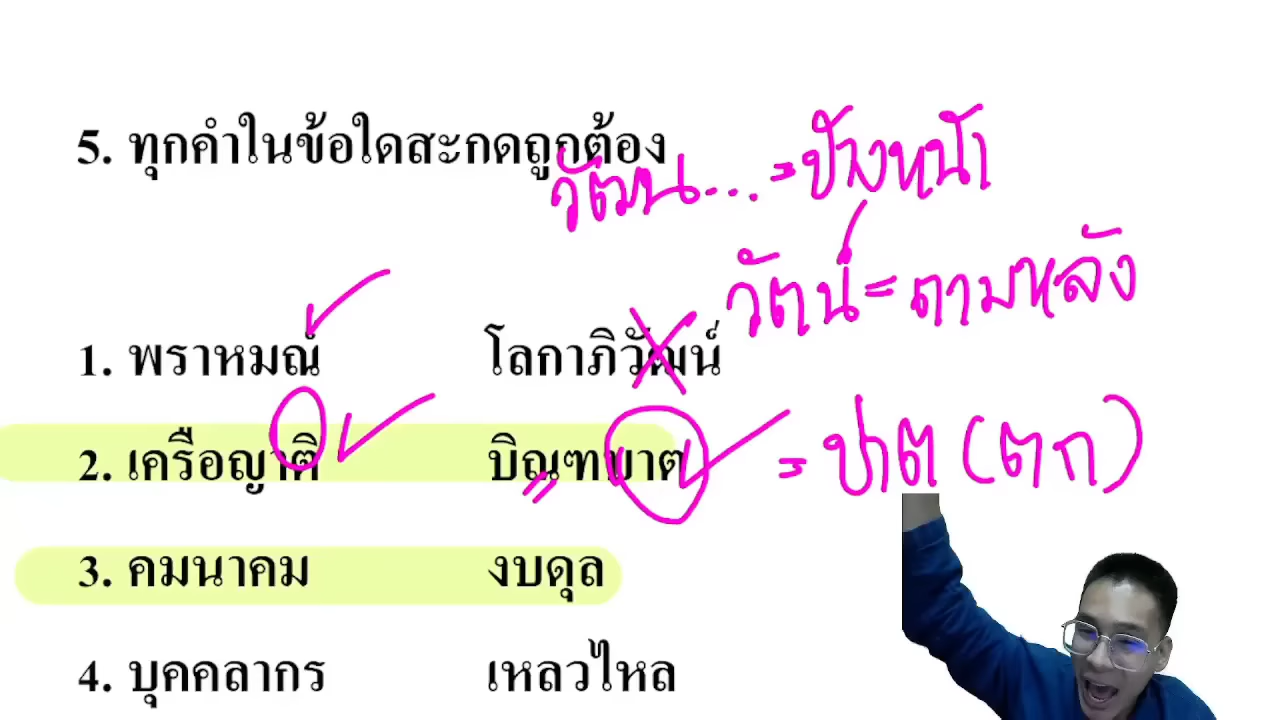 5. ทุกคำในข้อใดสะกดถูกต้อง
วัฒน... = ข้างหน้า
วัตน์ = ตามหลัง
1. พราหมณ์ โลกาภิวัฒน์
2. เครือญาติ บิณฑบาต = ปาต (ตก)
3. คมนาคม งบดุล
4. บุคคลากร เหลวไหล